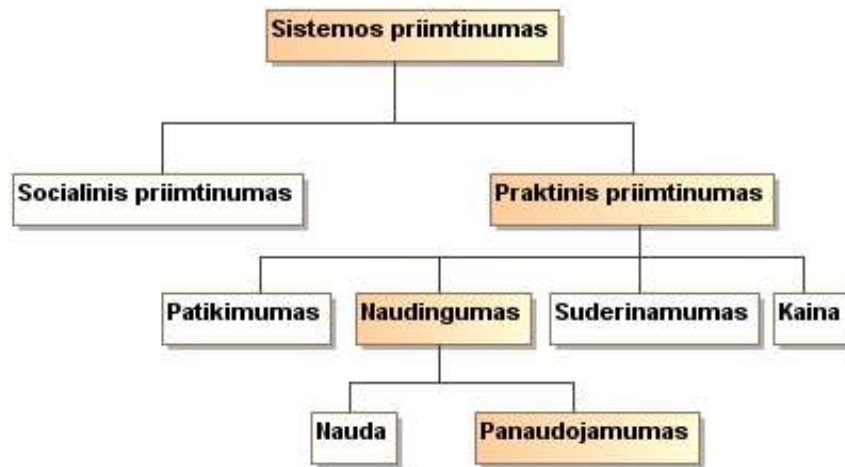 Sistemos priimtinumas
Socialinis priimtinumas
Praktinis priimtinumas
Patikimumas
Naudingumas
Suderinamumas
Kaina
Nauda
Panaudojamumas